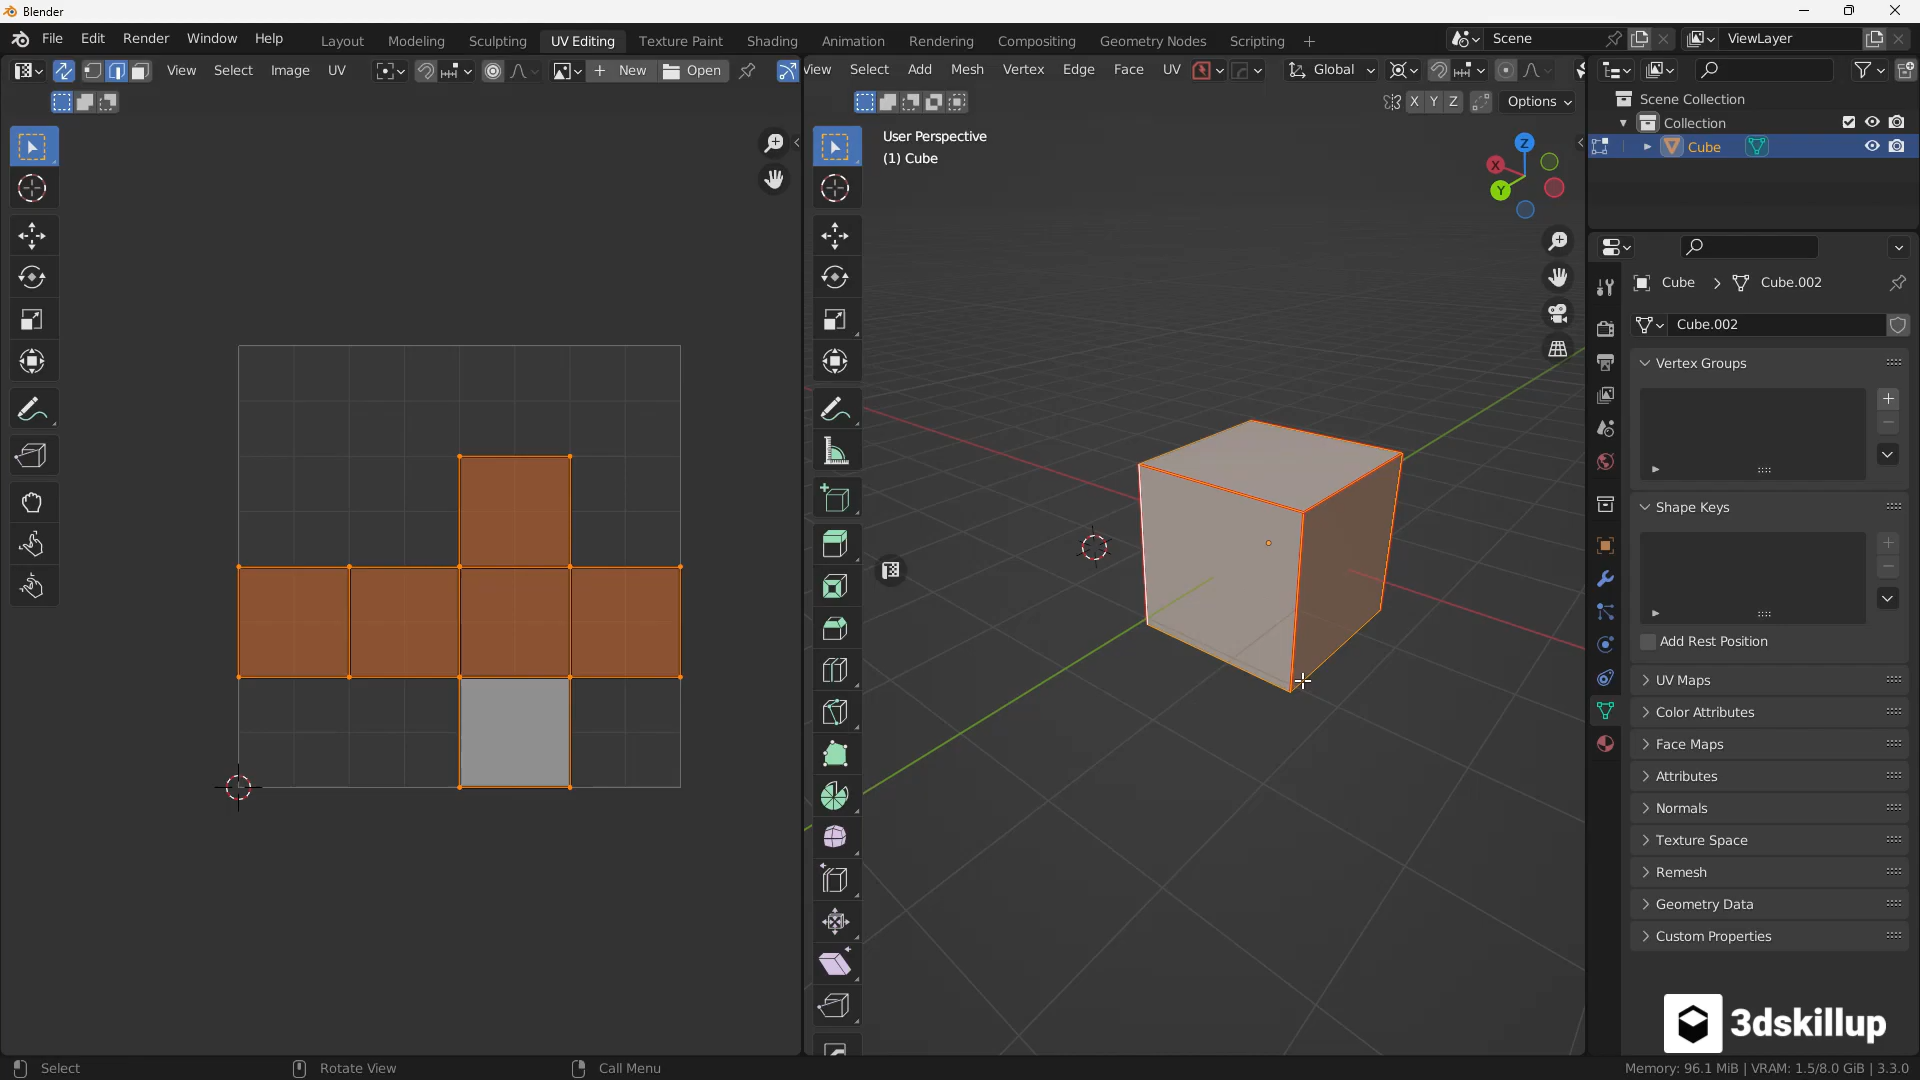 Blender
File Edit Render Window Help Layout Modeling Sculpting UV Editing Texture Paint Shading Animation Rendering Compositing Geometry Nodes Scripting + Scene ViewLayer
View Select Image UV New Open View Select Add Mesh Vertex Edge Face UV Global
X Y Z Options
Scene Collection
Collection
Cube
User Perspective
(1) Cube
Z
X
Y
Cube > Cube.002
Cube.002
Vertex Groups
Shape Keys
Add Rest Position
UV Maps
Color Attributes
Face Maps
Attributes
Normals
Texture Space
Remesh
Geometry Data
Custom Properties
3dskillup
Select Rotate View Call Menu Memory: 96.1 MiB | VRAM: 1.5/8.0 GiB | 3.3.0